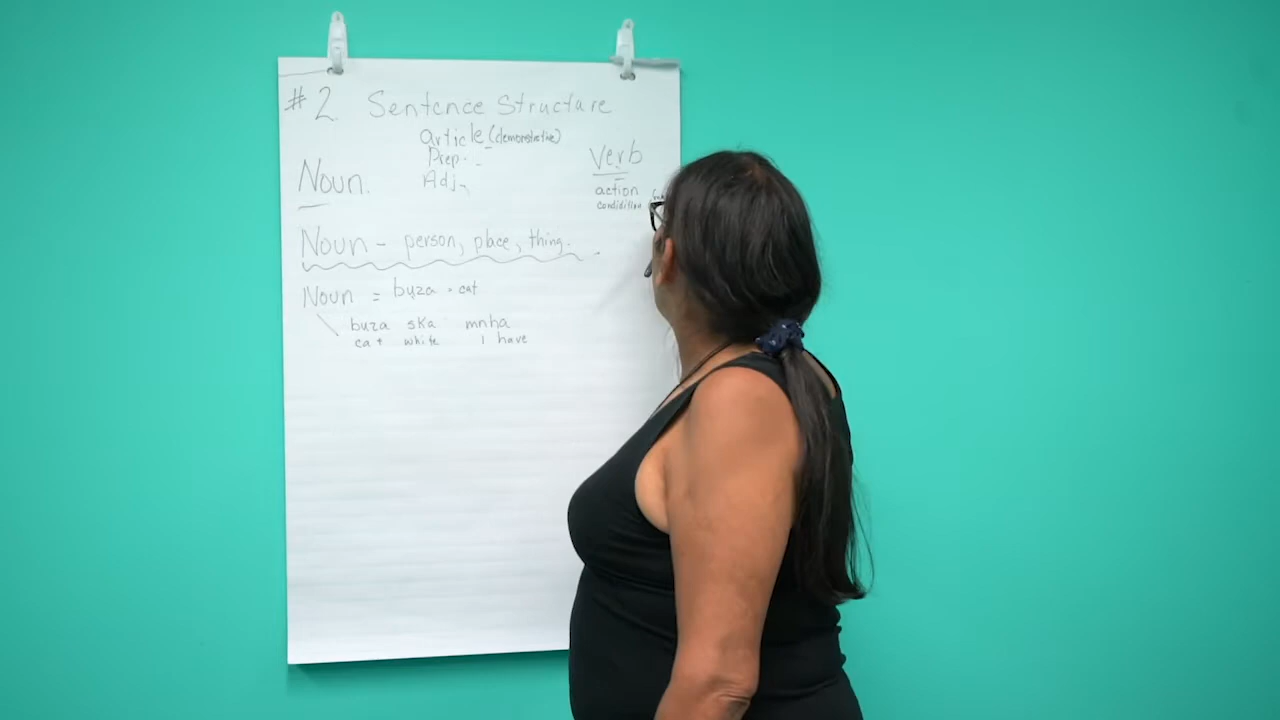 #2 Sentence Structure
article (demonstrative)
Prep.
Adj.
Noun.
Verb
action
condidition
Noun - person, place, thing.
Noun = buza - cat
buza ska mnha
cat white I have